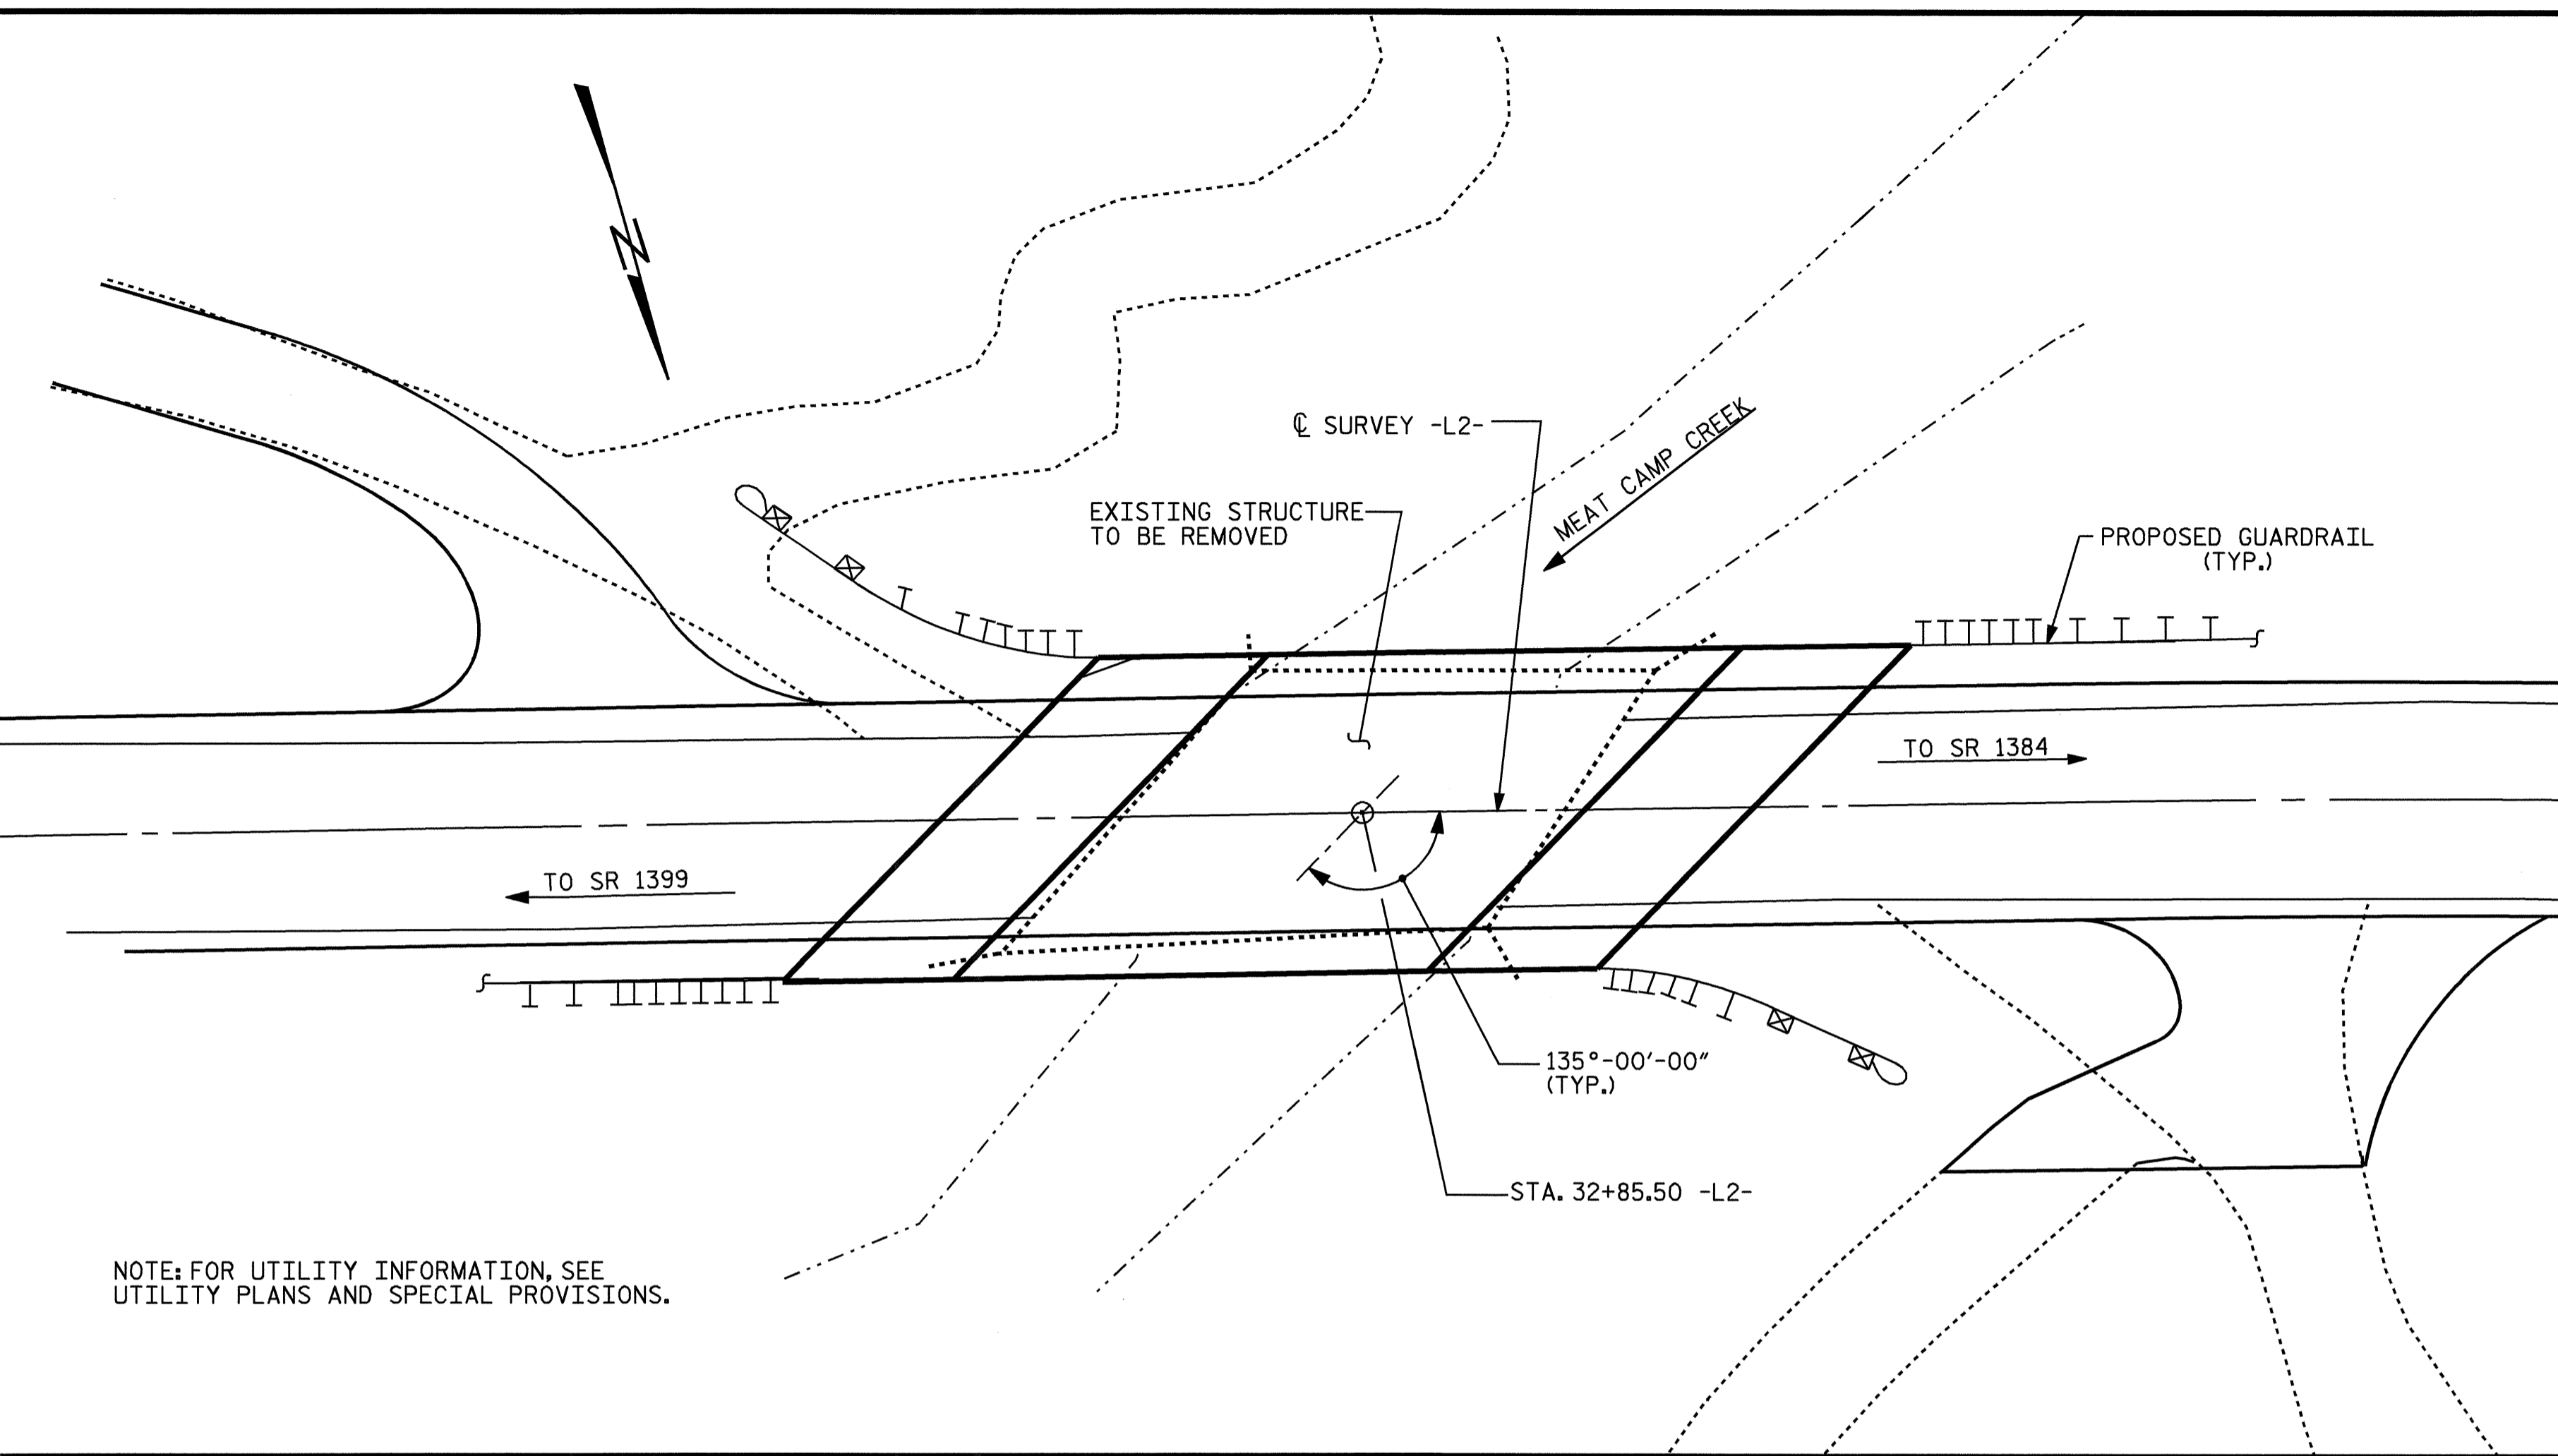 N
℄ SURVEY -L2-
MEAT CAMP CREEK
EXISTING STRUCTURE
TO BE REMOVED
PROPOSED GUARDRAIL
(TYP.)
TO SR 1384
TO SR 1399
135°-00'-00"
(TYP.)
STA. 32+85.50 -L2-
NOTE: FOR UTILITY INFORMATION, SEE
UTILITY PLANS AND SPECIAL PROVISIONS.